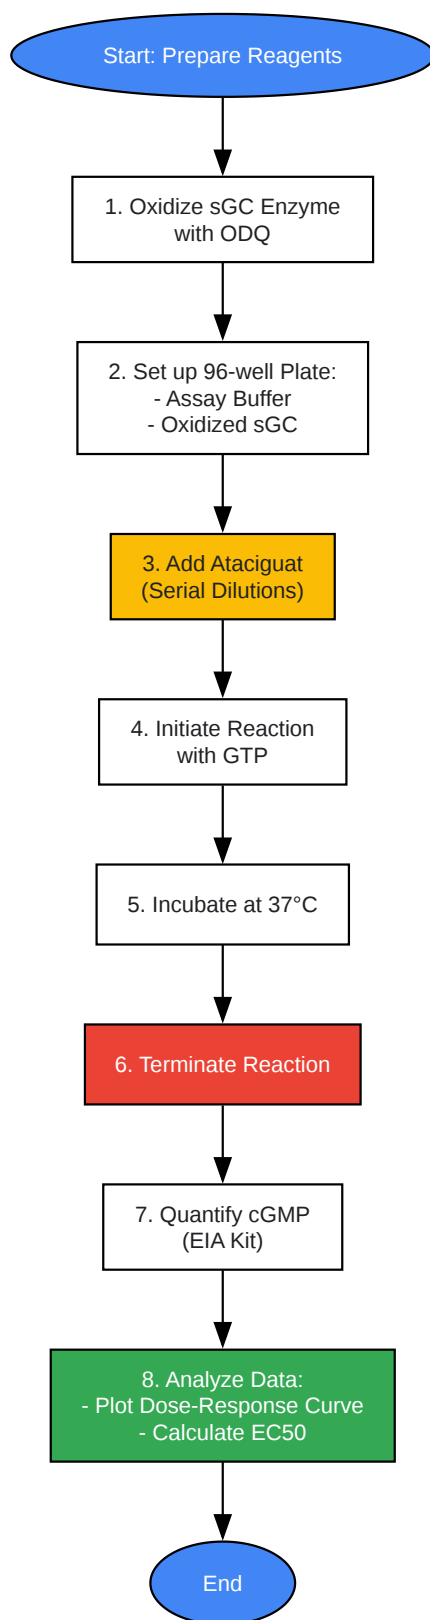 Start: Prepare Reagents
1. Oxidize sGC Enzyme
with ODQ
2. Set up 96-well Plate:
- Assay Buffer
- Oxidized sGC
3. Add Ataciguat
(Serial Dilutions)
4. Initiate Reaction
with GTP
5. Incubate at 37°C
6. Terminate Reaction
7. Quantify cGMP
(EIA Kit)
8. Analyze Data:
- Plot Dose-Response Curve
- Calculate EC50
End